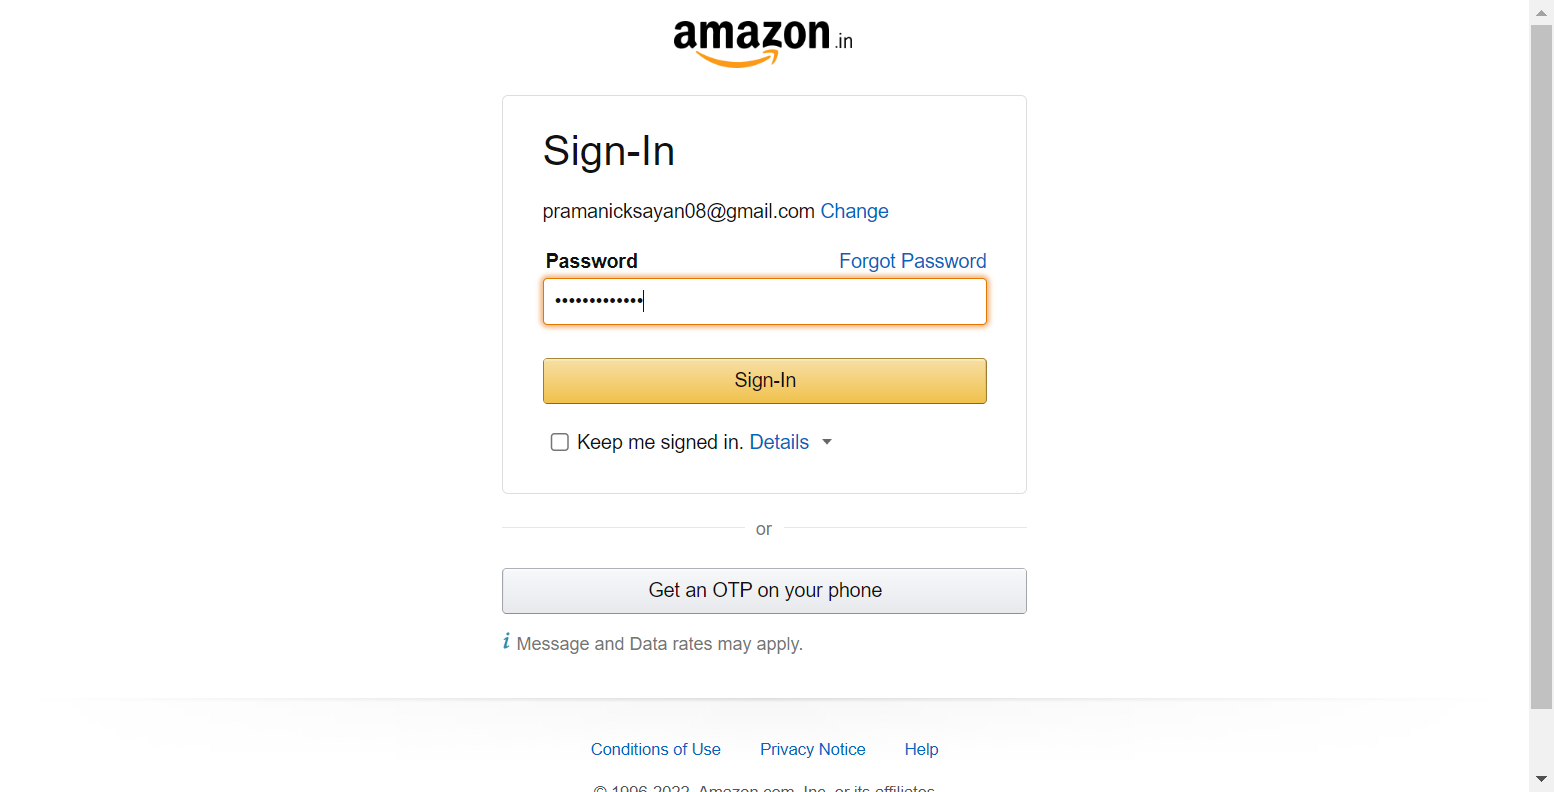 amazon.in
Sign-In
pramanicksayan08@gmail.com Change
Password Forgot Password
•••••••••••••
Sign-In
Keep me signed in. Details
or
Get an OTP on your phone
i Message and Data rates may apply.
Conditions of Use Privacy Notice Help
© 1996-2022, Amazon.com, Inc. or its affiliates